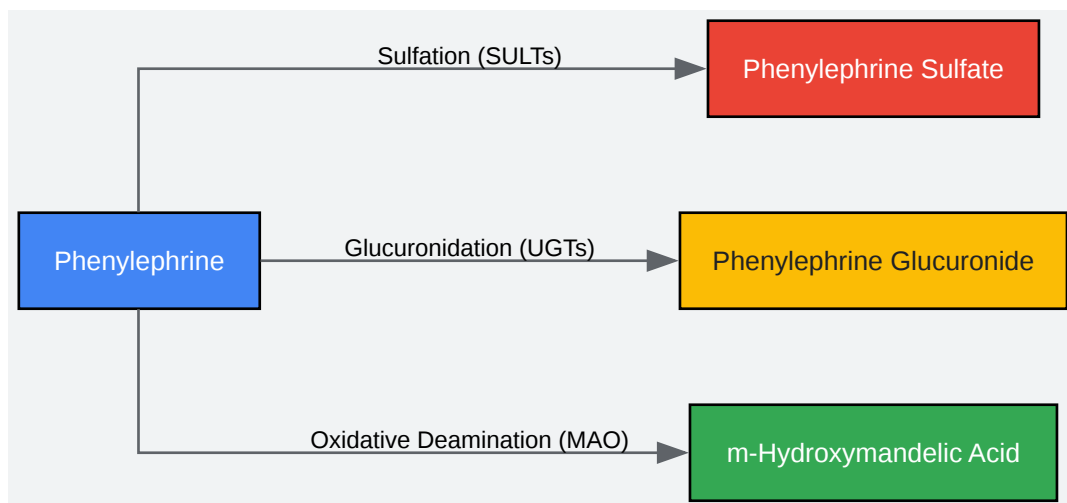 Sulfation (SULTs)
Phenylephrine Sulfate
Phenylephrine
Glucuronidation (UGTs)
Phenylephrine Glucuronide
Oxidative Deamination (MAO)
m-Hydroxymandelic Acid